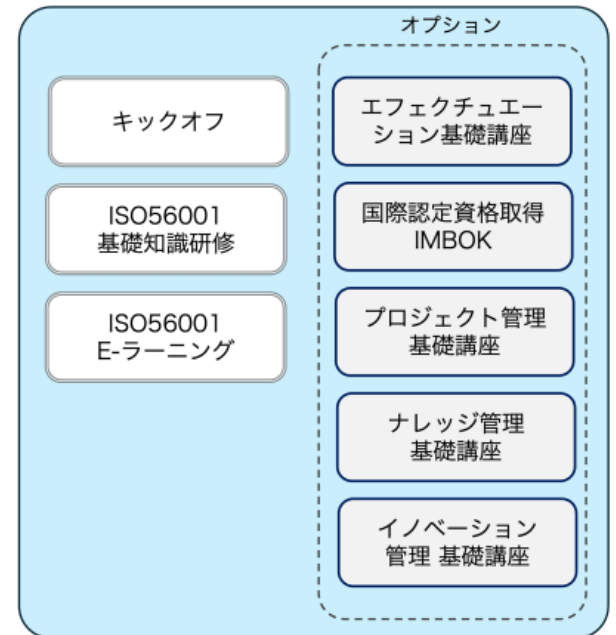 オプション
キックオフ
ISO56001
基礎知識研修
ISO56001
E-ラーニング
エフェクチュエー
ション基礎講座
国際認定資格取得
IMBOK
プロジェクト管理
基礎講座
ナレッジ管理
基礎講座
イノベーション
管理 基礎講座